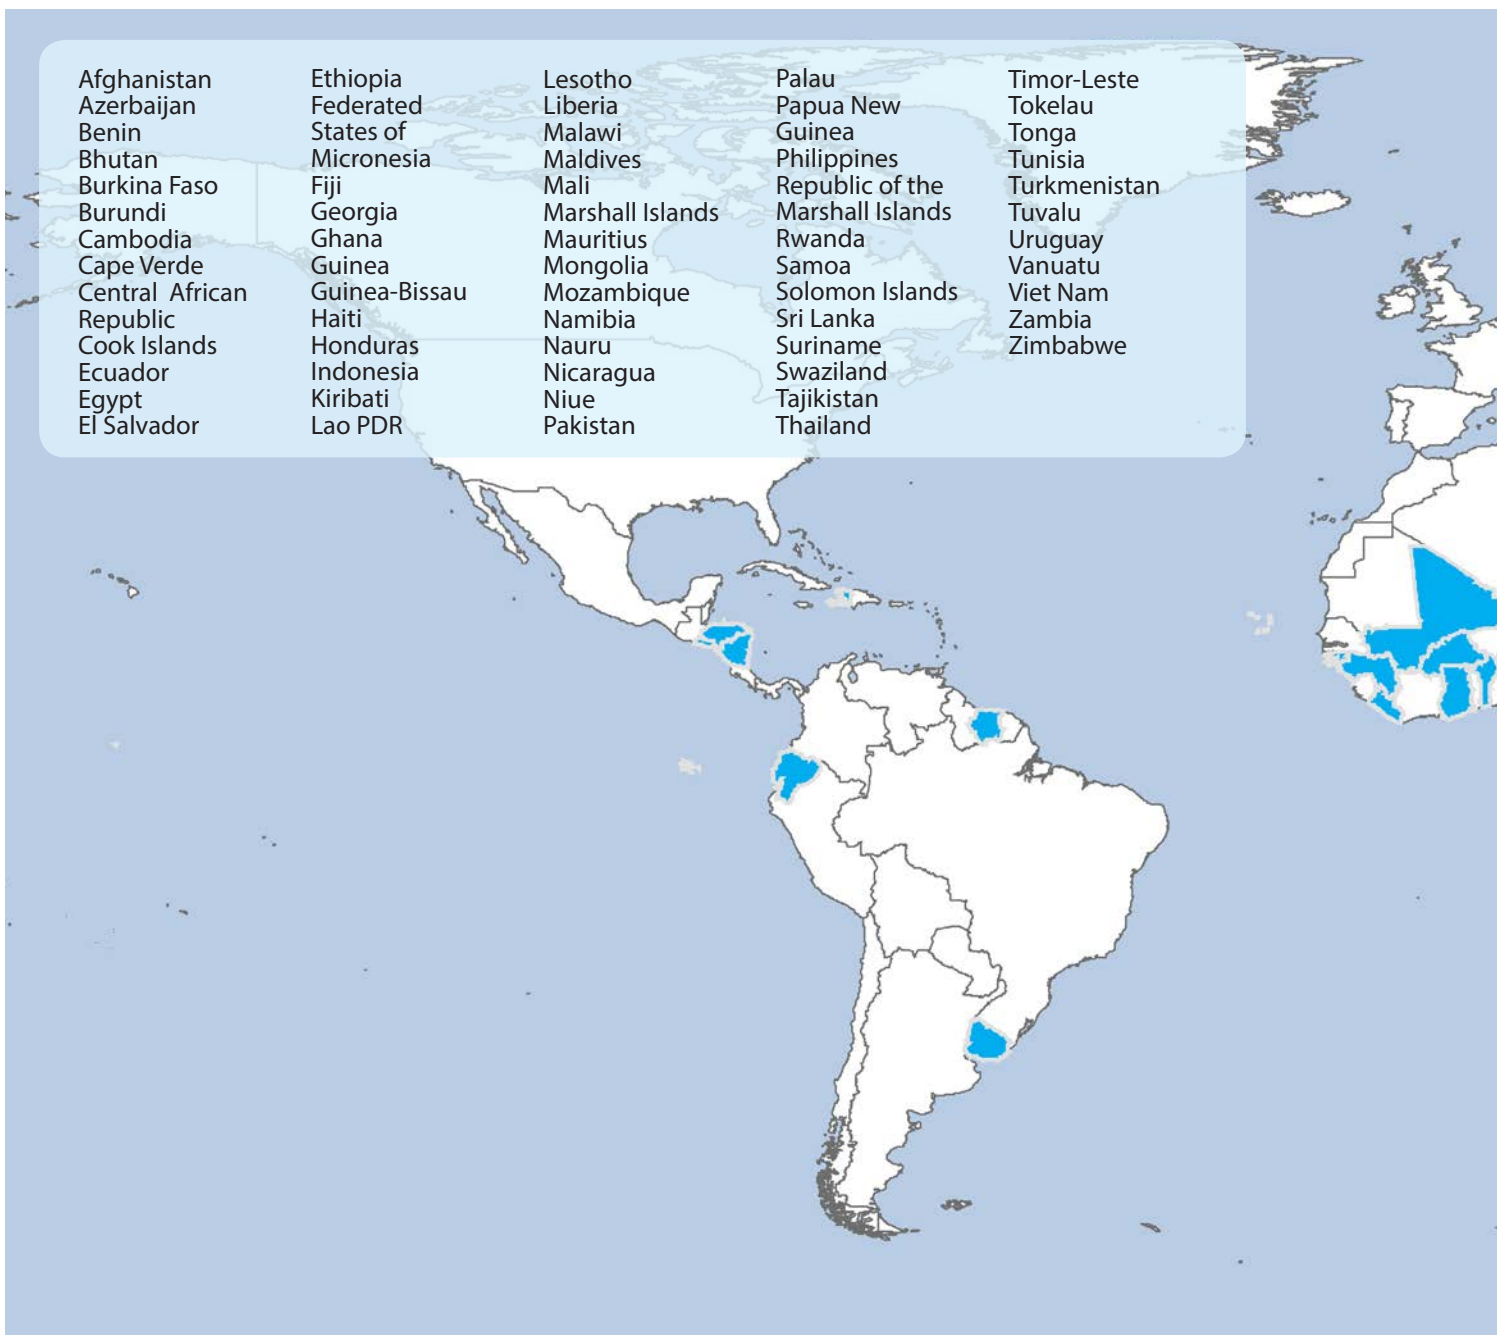 Afghanistan
Azerbaijan
Benin
Bhutan
Burkina Faso
Burundi
Cambodia
Cape Verde
Central African
Republic
Cook Islands
Ecuador
Egypt
El Salvador
Ethiopia
Federated
States of
Micronesia
Fiji
Georgia
Ghana
Guinea
Guinea-Bissau
Haiti
Honduras
Indonesia
Kiribati
Lao PDR
Lesotho
Liberia
Malawi
Maldives
Mali
Marshall Islands
Mauritius
Mongolia
Mozambique
Namibia
Nauru
Nicaragua
Niue
Pakistan
Palau
Papua New
Guinea
Philippines
Republic of the
Marshall Islands
Rwanda
Samoa
Solomon Islands
Sri Lanka
Suriname
Swaziland
Tajikistan
Thailand
Timor-Leste
Tokelau
Tonga
Tunisia
Turkmenistan
Tuvalu
Uruguay
Vanuatu
Viet Nam
Zambia
Zimbabwe